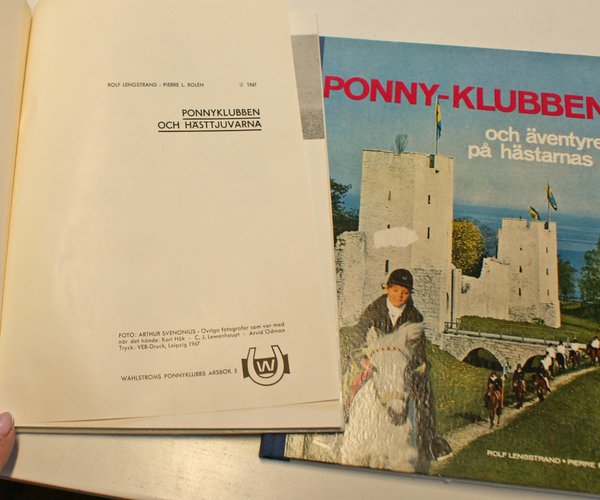 ROLF LENGSTRAND - PIERRE L. ROLÉN © 1967
PONNYKLUBBEN
OCH HÄSTTJUVARNA
FOTO: ARTHUR SVENONIUS - Övriga fotografer som var med
när det hände: Karl Hök - C. J. Lewenhaupt - Arvid Ödman
Tryck: VEB-Druck, Leipzig 1967
WAHLSTRÖMS PONNYKLUBBS ÅRSBOK 5
W
PONNY-KLUBBEN
och äventyre
på hästarnas
ROLF LENGSTRAND • PIERRE